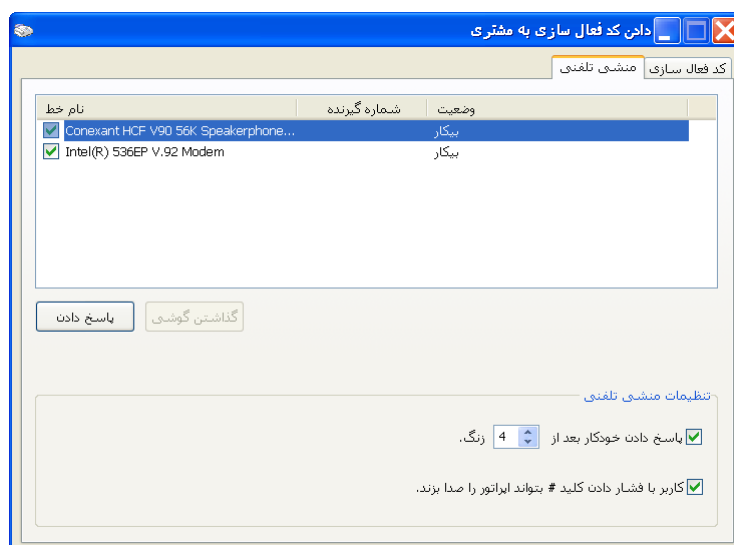 دادن کد فعال سازی به مشتری
کد فعال سازی منشی تلفنی
نام خط شماره گیرنده وضعیت
Conexant HCF V90 56K Speakerphone... بیکار
Intel(R) 536EP V.92 Modem بیکار
پاسخ دادن گذاشتن گوشی
تنظیمات منشی تلفنی
پاسخ دادن خودکار بعد از 4 زنگ.
کاربر با فشار دادن کلید # بتواند اپراتور را صدا بزند.